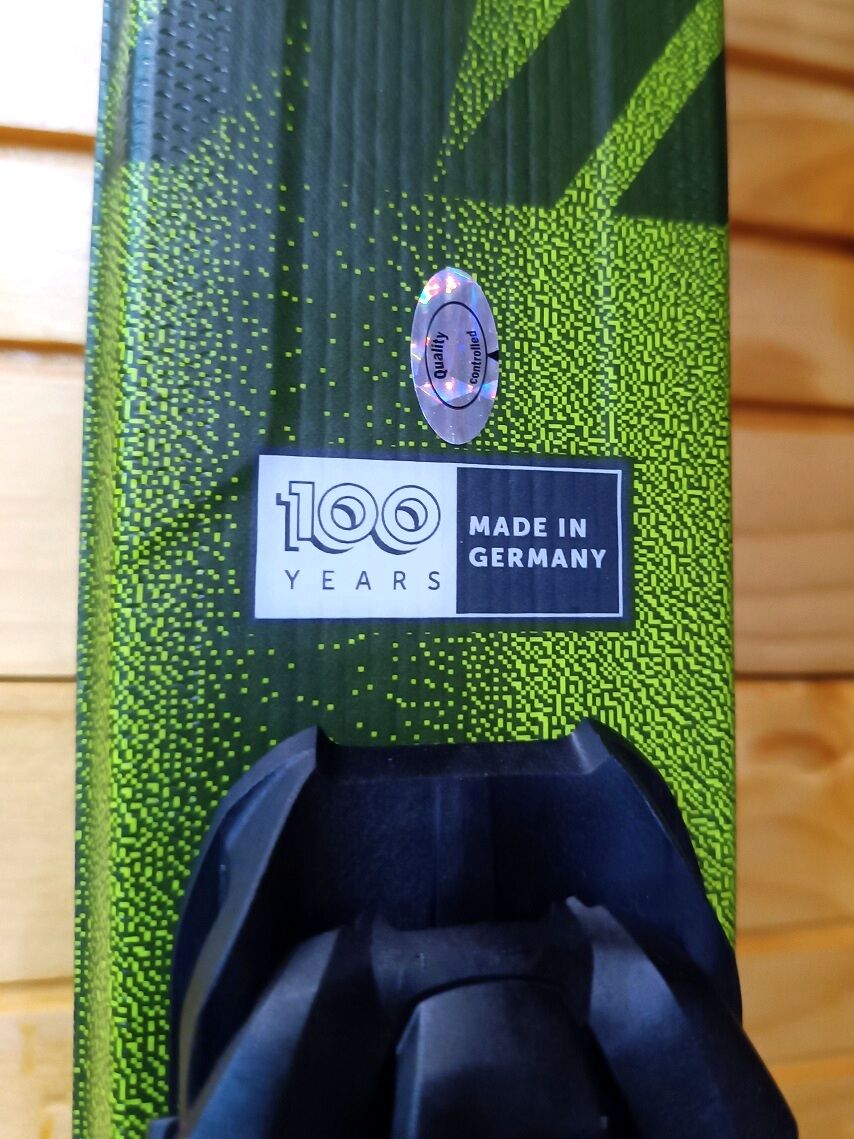 Quality
controlled
100
YEARS
MADE IN
GERMANY